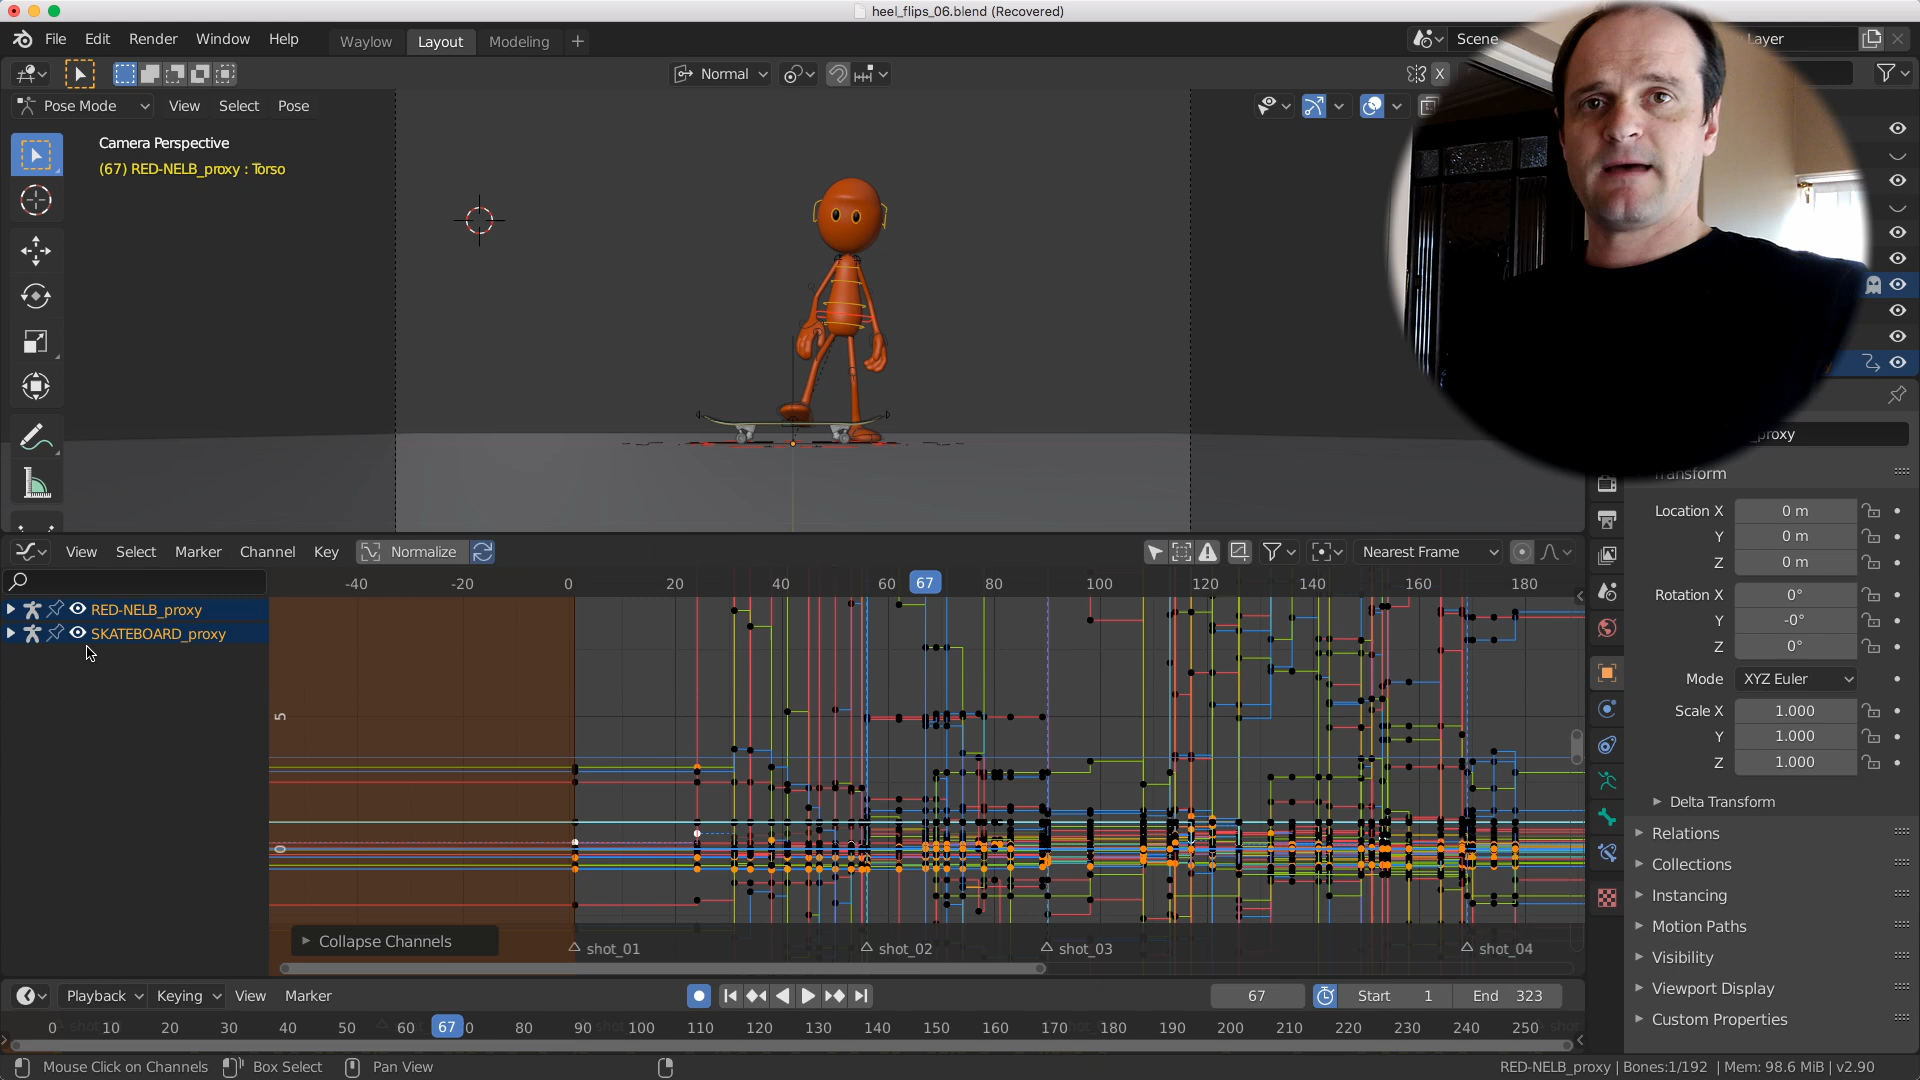 heel_flips_06.blend (Recovered)
File Edit Render Window Help Waylow Layout Modeling + Scene Layer
Normal X
Pose Mode View Select Pose
Camera Perspective
(67) RED-NELB_proxy : Torso
_proxy
Transform
Location X 0 m
Y 0 m
Z 0 m
Rotation X 0°
Y -0°
Z 0°
Mode XYZ Euler
Scale X 1.000
Y 1.000
Z 1.000
Delta Transform
Relations
Collections
Instancing
Motion Paths
Visibility
Viewport Display
Custom Properties
View Select Marker Channel Key Normalize Nearest Frame
-40 -20 0 20 40 60 67 80 100 120 140 160 180
RED-NELB_proxy
SKATEBOARD_proxy
5
0
Collapse Channels
shot_01 shot_02 shot_03 shot_04
Playback Keying View Marker 67 Start 1 End 323
0 10 20 30 40 50 60 67 0 80 90 100 110 120 130 140 150 160 170 180 190 200 210 220 230 240 250
Mouse Click on Channels Box Select Pan View RED-NELB_proxy | Bones:1/192 | Mem: 98.6 MiB | v2.90